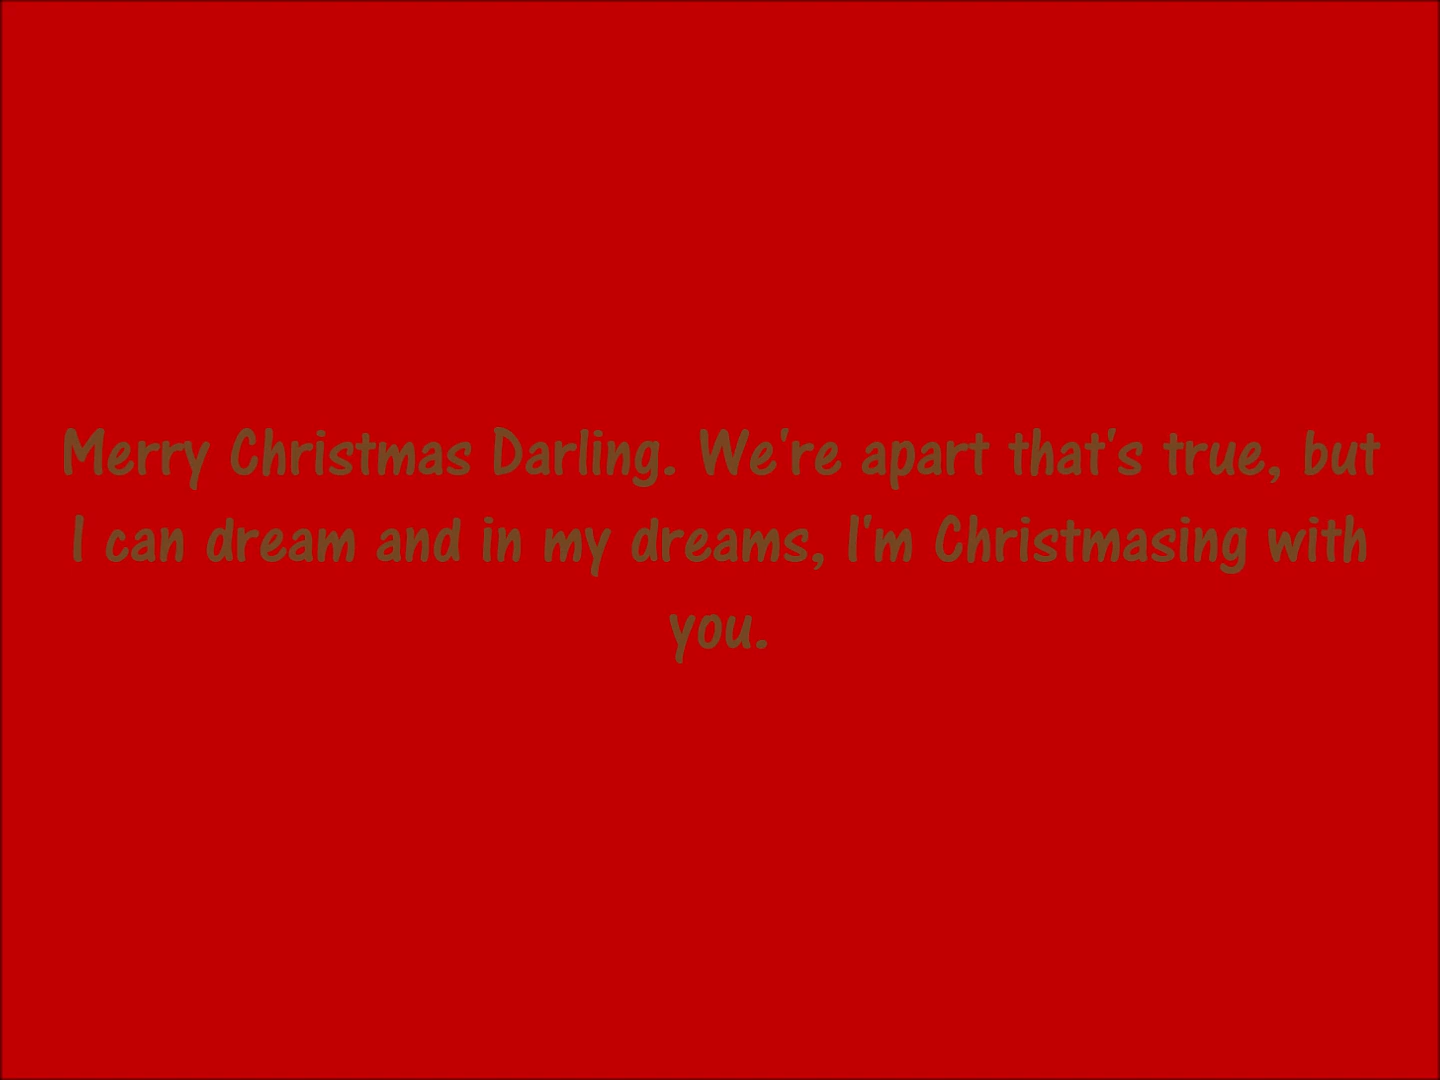 Merry Christmas Darling. We're apart that's true, but
I can dream and in my dreams, I'm Christmasing with
you.